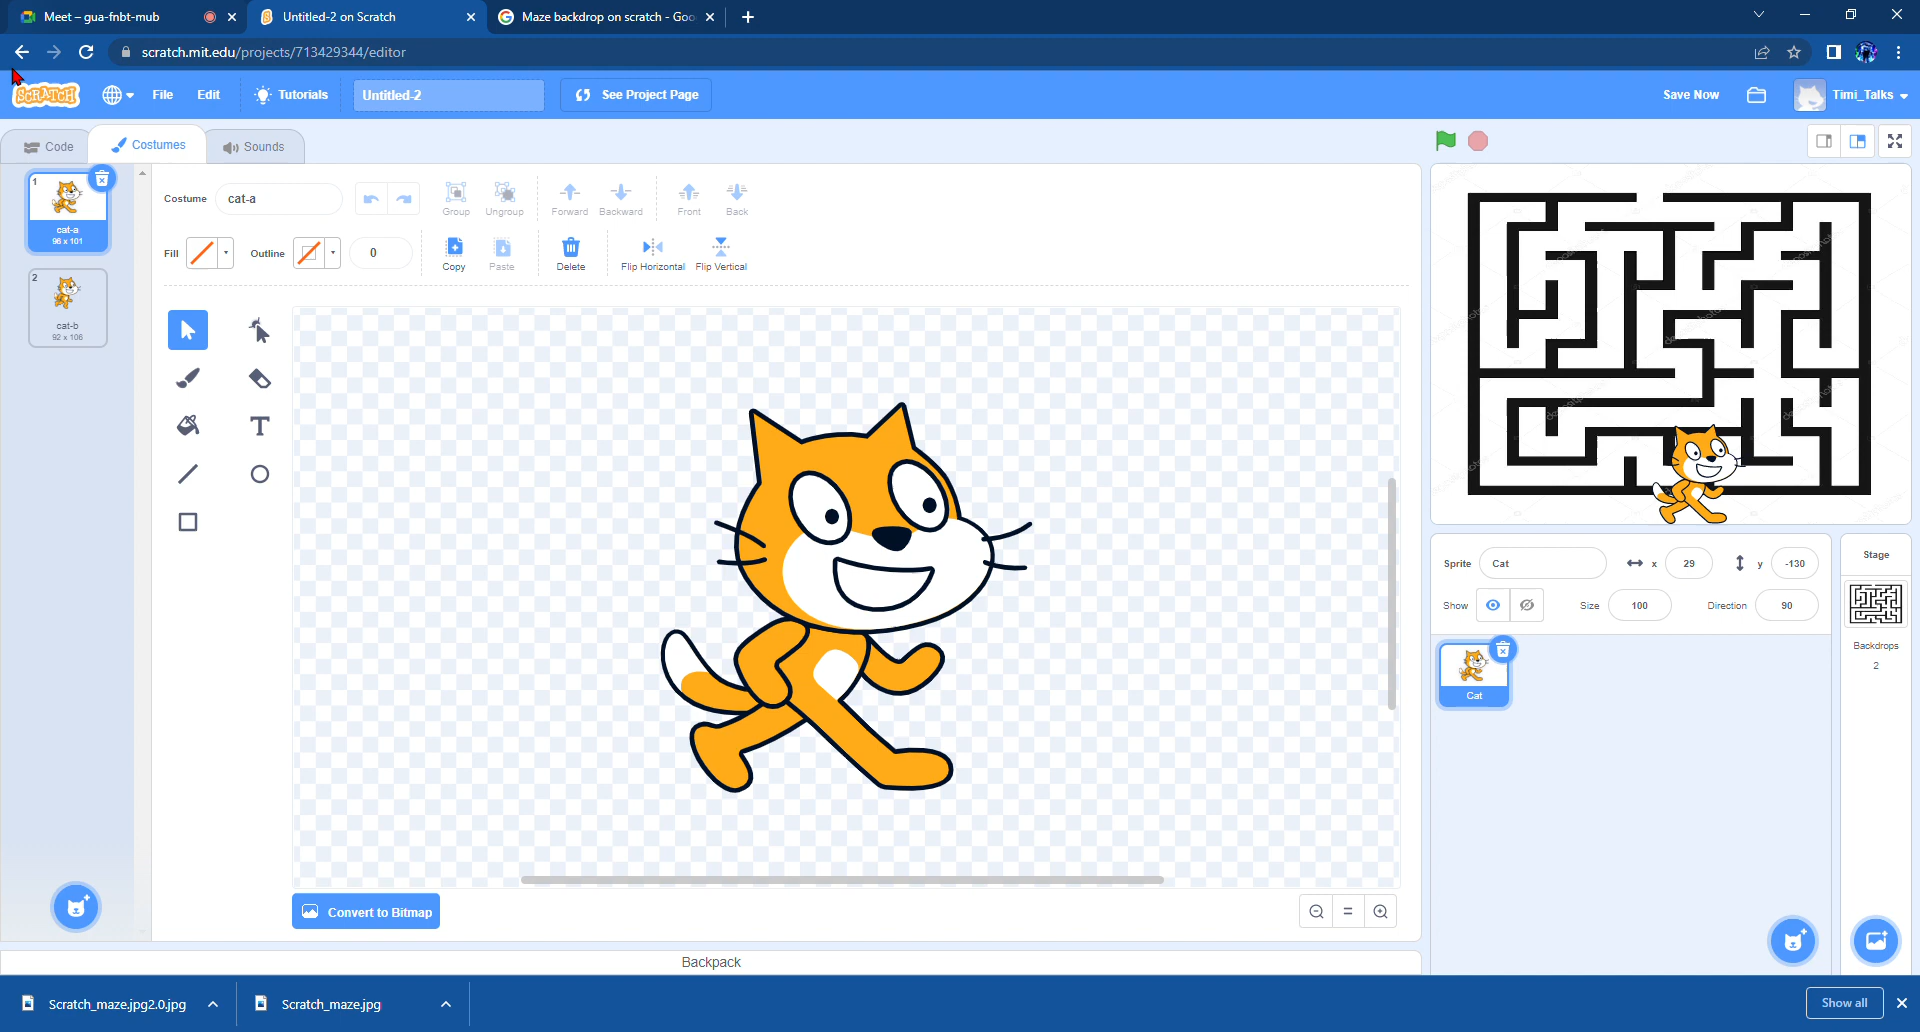 Meet – gua-fnbt-mub
Untitled-2 on Scratch
Maze backdrop on scratch - Goo
scratch.mit.edu/projects/713429344/editor
SCRATCH
File
Edit
Tutorials
Untitled-2
See Project Page
Save Now
Timi_Talks
Code
Costumes
Sounds
1
cat-a
96 x 101
2
cat-b
92 x 106
Costume
cat-a
Group
Ungroup
Forward
Backward
Front
Back
Fill
Outline
0
Copy
Paste
Delete
Flip Horizontal
Flip Vertical
T
Convert to Bitmap
Backpack
Sprite
Cat
x
29
y
-130
Show
Size
100
Direction
90
Cat
Stage
Backdrops
2
Scratch_maze.jpg2.0.jpg
Scratch_maze.jpg
Show all